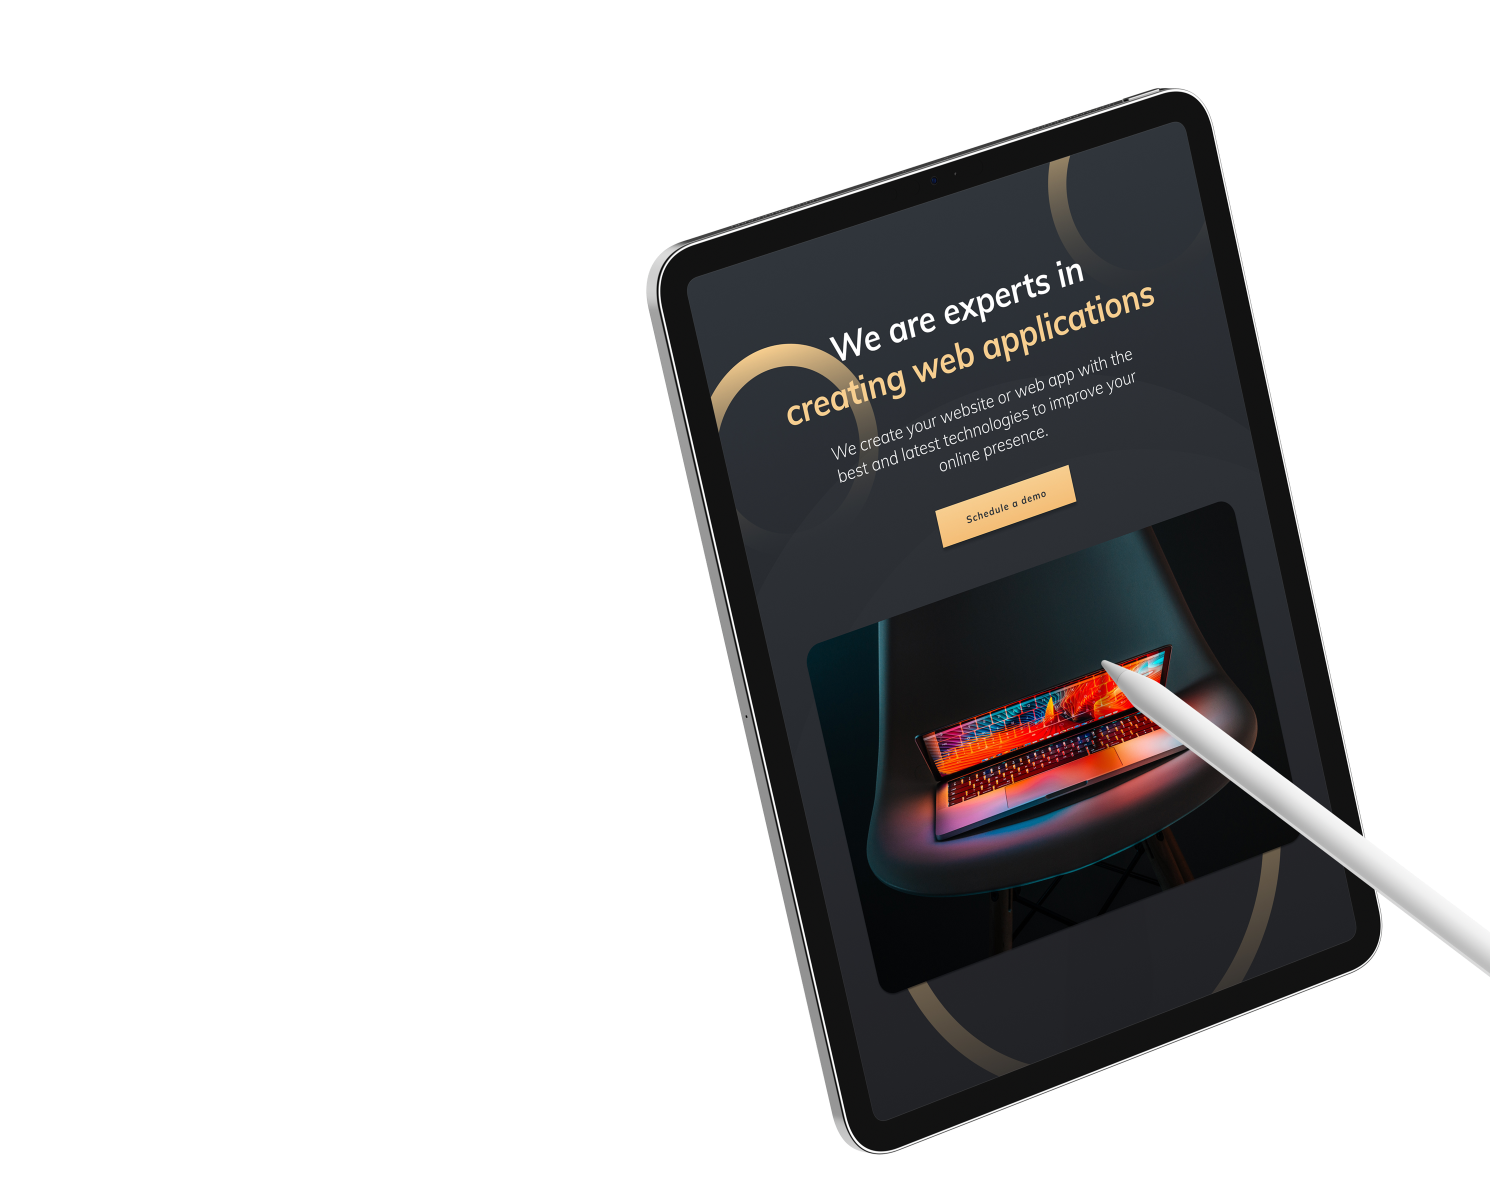 We are experts in
creating web applications
We create your website or web app with the
best and latest technologies to improve your
online presence.
Schedule a demo